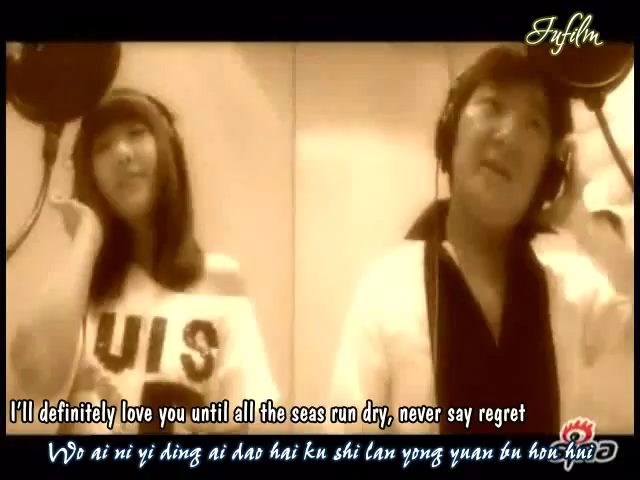 Jufilm
UIS
I'll definitely love you until all the seas run dry, never say regret
Wo ai ni yi ding ai dao hai ku shi lan yong yuan bu hou hui